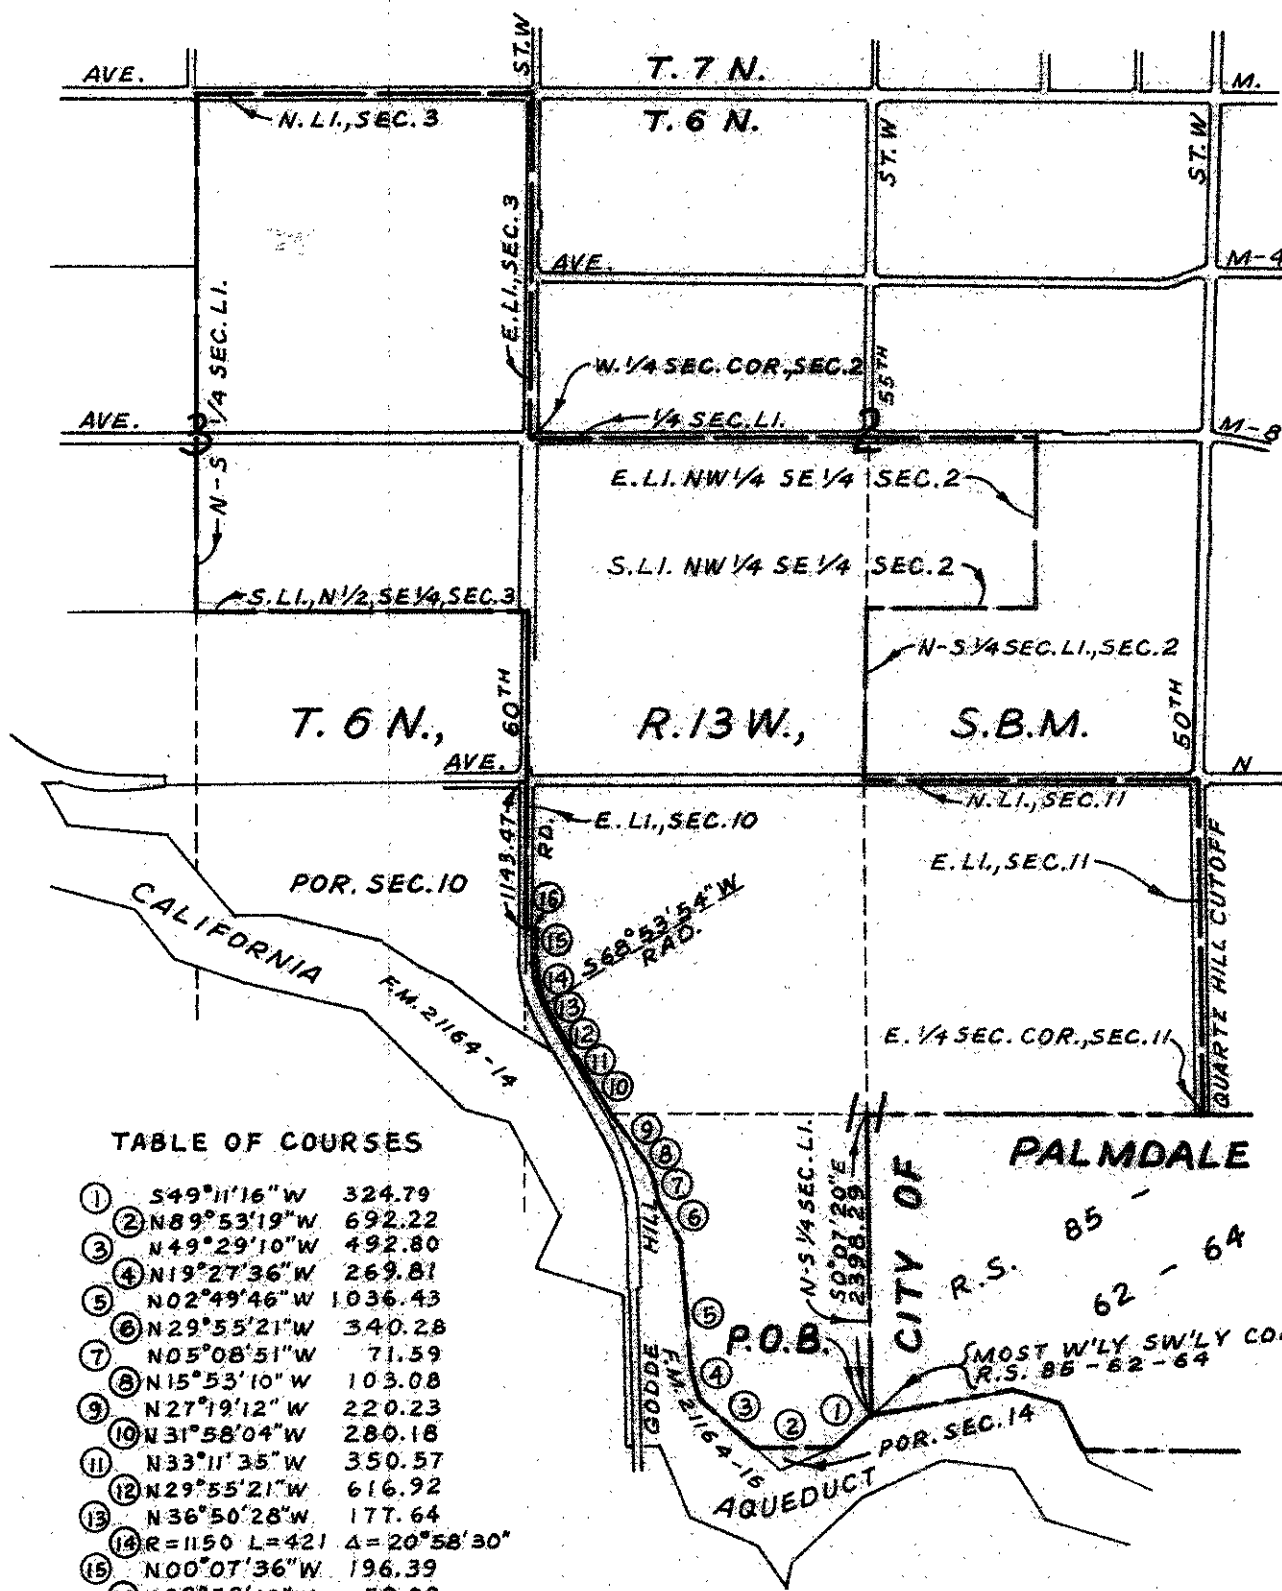 AVE.
ST. W
T. 7 N.
M.
N. LI., SEC. 3
T. 6 N.
ST. W
ST. W
E. LI., SEC. 3
AVE.
M-4
N-S 1/4 SEC. LI.
W. 1/4 SEC. COR., SEC. 2
55TH
AVE.
3
1/4 SEC. LI.
2
M-8
E. LI. NW 1/4 SE 1/4 SEC. 2
S. LI. NW 1/4 SE 1/4 SEC. 2
S. LI., N 1/2, SE 1/4, SEC. 3
N-S 1/4 SEC. LI., SEC. 2
T. 6 N., R. 13 W., S.B.M.
60TH
50TH
AVE.
N
N. LI., SEC. 11
1143.47
RD.
E. LI., SEC. 10
E. LI., SEC. 11
QUARTZ HILL CUTOFF
POR. SEC. 10
CALIFORNIA
F.M. 21164-14
S68°53'54"W
RAD.
16
15
14
13
12
11
10
9
8
7
6
5
4
3
2
1
E. 1/4 SEC. COR., SEC. 11
PALMDALE
CITY OF
N-S 1/4 SEC. LI.
S0°07'20"E
2398.29
R.S. 85 -
62 - 64
HILL
GODDE
F.M. 21164-16
P.O.B.
MOST W'LY SW'LY
R.S. 85-62-64
POR. SEC. 14
AQUEDUCT
TABLE OF COURSES
1 S49°11'16"W 324.79
2 N89°53'19"W 692.22
3 N49°29'10"W 492.80
4 N19°27'36"W 269.81
5 N02°49'46"W 1036.43
6 N29°55'21"W 340.28
7 N05°08'51"W 71.59
8 N15°53'10"W 103.08
9 N27°19'12"W 220.23
10 N31°58'04"W 280.18
11 N33°11'35"W 350.57
12 N29°55'21"W 616.92
13 N36°50'28"W 177.64
14 R=1150 L=421 Δ=20°58'30"
15 N00°07'36"W 196.39